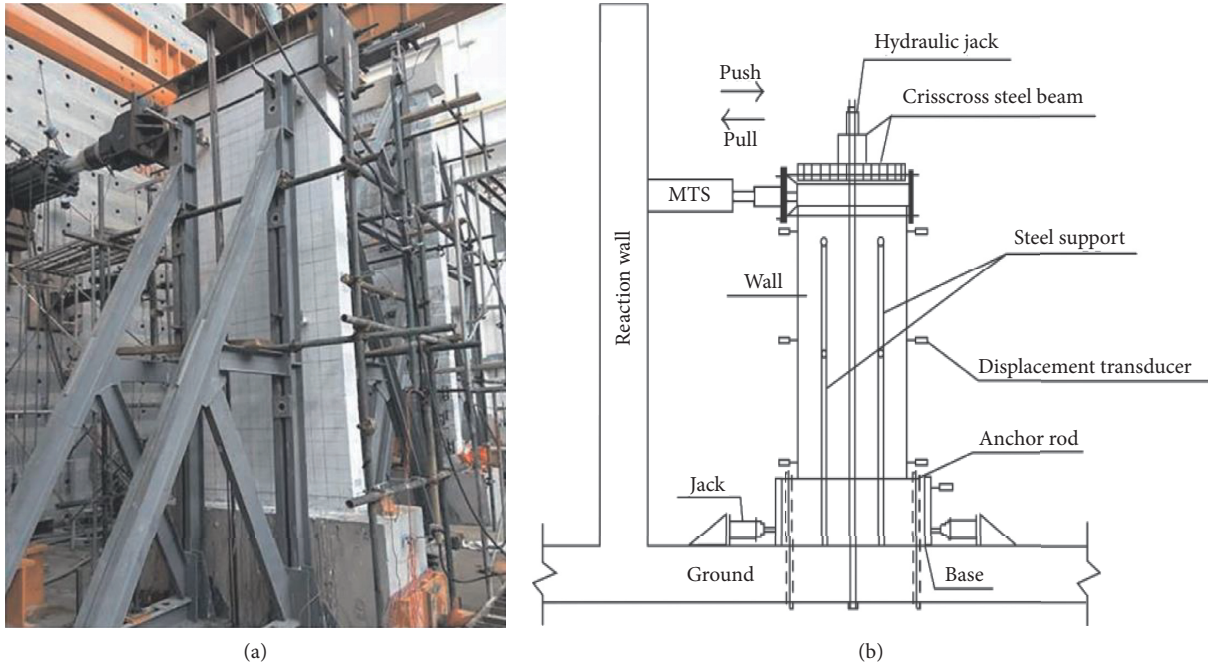 Hydraulic jack
Push
Crisscross steel beam
Pull
MTS
Steel support
Wall
Reaction wall
Displacement transducer
Anchor rod
Jack
Ground
Base
(a)
(b)